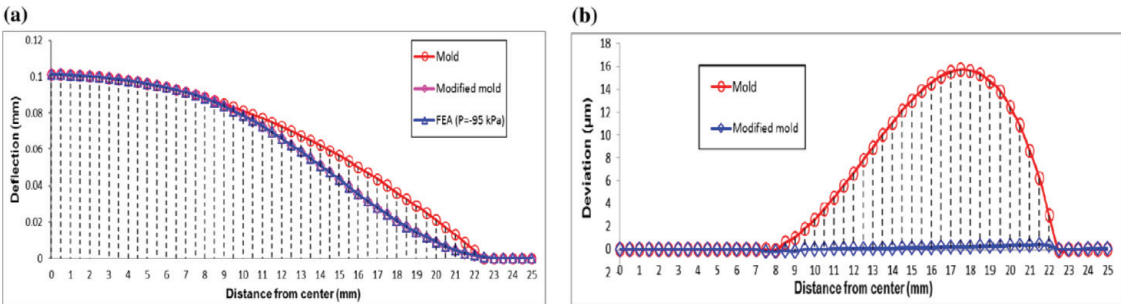 (a)
0.12
0.1
0.08
0.06
0.04
0.02
0
Deflection (mm)
Mold
Modified mold
FEA (P=-95 kPa)
0 1 2 3 4 5 6 7 8 9 10 11 12 13 14 15 16 17 18 19 20 21 22 23 24 25
Distance from center (mm)
(b)
18
16
14
12
10
8
6
4
2
0
2
Deviation (µm)
Mold
Modified mold
0 1 2 3 4 5 6 7 8 9 10 11 12 13 14 15 16 17 18 19 20 21 22 23 24 25
Distance from center (mm)